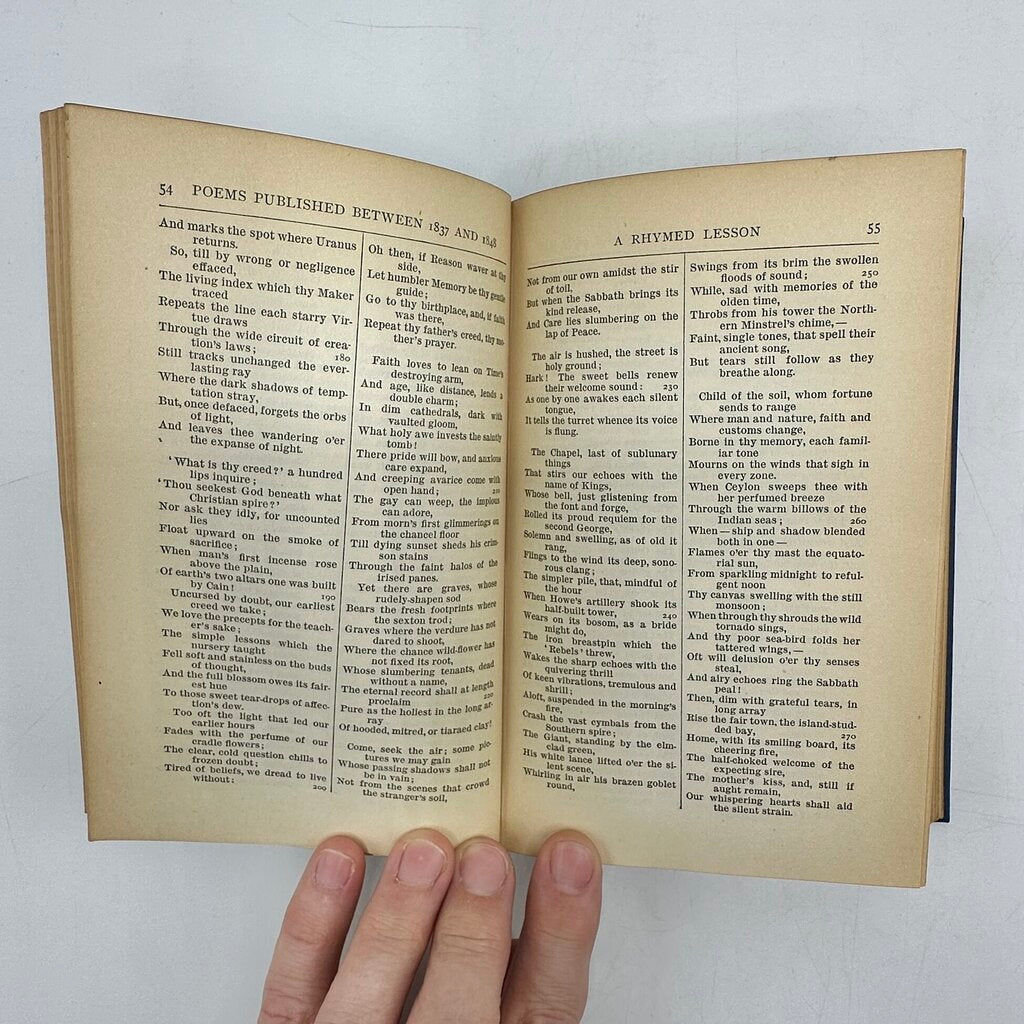 54 POEMS PUBLISHED BETWEEN 1837 AND 1848
And marks the spot where Uranus
returns.
So, till by wrong or negligence
effaced,
The living index which thy Maker
traced
Repeats the line each starry Vir-
tue draws
Through the wide circuit of crea-
tion's laws; 180
Still tracks unchanged the ever-
lasting ray
Where the dark shadows of temp-
tation stray,
But, once defaced, forgets the orbs
of light,
And leaves thee wandering o'er
the expanse of night.
'What is thy creed?' a hundred
lips inquire;
'Thou seekest God beneath what
Christian spire?'
Nor ask they idly, for uncounted
lies
Float upward on the smoke of
sacrifice;
When man's first incense rose
above the plain,
Of earth's two altars one was built
by Cain! 190
Uncursed by doubt, our earliest
creed we take;
We love the precepts for the teach-
er's sake;
The simple lessons which the
nursery taught
Fell soft and stainless on the buds
of thought,
And the full blossom owes its fair-
est hue
To those sweet tear-drops of affec-
tion's dew.
Too oft the light that led our
earlier hours
Fades with the perfume of our
cradle flowers;
The clear, cold question chills to
frozen doubt;
Tired of beliefs, we dread to live
without: 200
Oh then, if Reason waver at thy
side,
Let humbler Memory be thy gentle
guide;
Go to thy birthplace, and, if faith
was there,
Repeat thy father's creed, thy mo-
ther's prayer.
Faith loves to lean on Time's
destroying arm,
And age, like distance, lends a
double charm;
In dim cathedrals, dark with
vaulted gloom,
What holy awe invests the saintly
tomb!
There pride will bow, and anxious
care expand,
And creeping avarice come with
open hand; 210
The gay can weep, the impious
can adore,
From morn's first glimmerings on
the chancel floor
Till dying sunset sheds his crim-
son stains
Through the faint halos of the
irised panes.
Yet there are graves, whose
rudely-shapen sod
Bears the fresh footprints where
the sexton trod;
Graves where the verdure has not
dared to shoot,
Where the chance wild-flower has
not fixed its root,
Whose slumbering tenants, dead
without a name,
The eternal record shall at length
proclaim 220
Pure as the holiest in the long ar-
ray
Of hooded, mitred, or tiaraed clay!
Come, seek the air; some pic-
tures we may gain
Whose passing shadows shall not
be in vain;
Not from the scenes that crowd
the stranger's soil,
A RHYMED LESSON 55
Not from our own amidst the stir
of toil,
But when the Sabbath brings its
kind release,
And Care lies slumbering on the
lap of Peace.
The air is hushed, the street is
holy ground;
Hark! The sweet bells renew
their welcome sound: 230
As one by one awakes each silent
tongue,
It tells the turret whence its voice
is flung.
The Chapel, last of sublunary
things
That stirs our echoes with the
name of Kings,
Whose bell, just glistening from
the font and forge,
Rolled its proud requiem for the
second George,
Solemn and swelling, as of old it
rang,
Flings to the wind its deep, sono-
rous clang;
The simpler pile, that, mindful of
the hour
When Howe's artillery shook its
half-built tower, 240
Wears on its bosom, as a bride
might do,
The iron breastpin which the
'Rebels' threw,
Wakes the sharp echoes with the
quivering thrill
Of keen vibrations, tremulous and
shrill;
Aloft, suspended in the morning's
fire,
Crash the vast cymbals from the
Southern spire;
The Giant, standing by the elm-
clad green,
His white lance lifted o'er the si-
lent scene,
Whirling in air his brazen goblet
round,
Swings from its brim the swollen
floods of sound; 250
While, sad with memories of the
olden time,
Throbs from his tower the North-
ern Minstrel's chime,—
Faint, single tones, that spell their
ancient song,
But tears still follow as they
breathe along.
Child of the soil, whom fortune
sends to range
Where man and nature, faith and
customs change,
Borne in thy memory, each famil-
iar tone
Mourns on the winds that sigh in
every zone.
When Ceylon sweeps thee with
her perfumed breeze
Through the warm billows of the
Indian seas; 260
When—ship and shadow blended
both in one—
Flames o'er thy mast the equato-
rial sun,
From sparkling midnight to reful-
gent noon
Thy canvas swelling with the still
monsoon;
When through thy shrouds the wild
tornado sings,
And thy poor sea-bird folds her
tattered wings,—
Oft will delusion o'er thy senses
steal,
And airy echoes ring the Sabbath
peal!
Then, dim with grateful tears, in
long array
Rise the fair town, the island-stud-
ded bay, 270
Home, with its smiling board, its
cheering fire,
The half-choked welcome of the
expecting sire,
The mother's kiss, and, still if
aught remain,
Our whispering hearts shall aid
the silent strain.